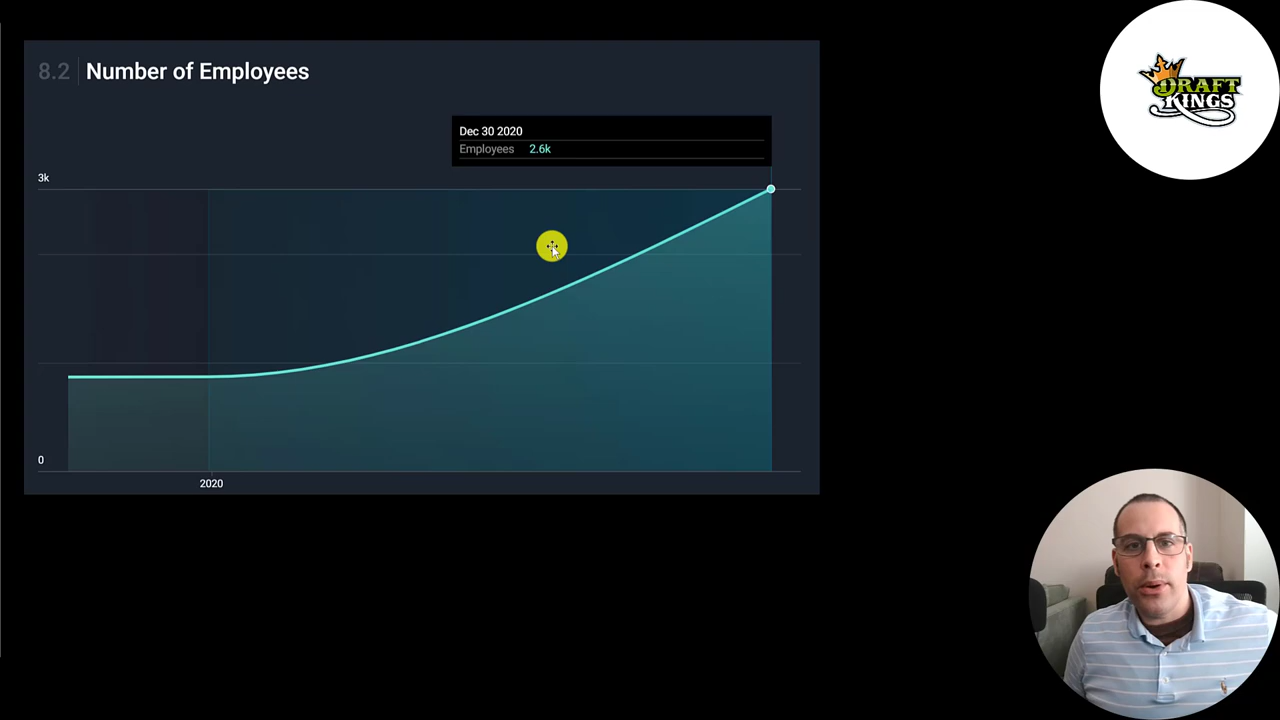 8.2 Number of Employees
Dec 30 2020
Employees 2.6k
3k
0
2020
DRAFT
KINGS